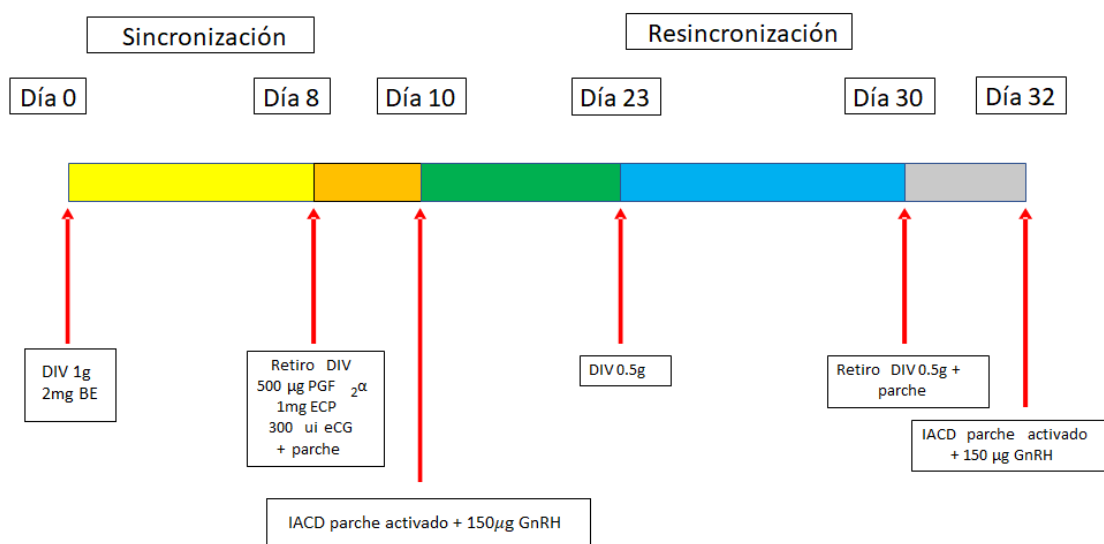 Sincronización
Resincronización
Día 0
Día 8
Día 10
Día 23
Día 30
Día 32
DIV 1g
2mg BE
Retiro DIV
500 µg PGF 2α
1mg ECP
300 ui eCG
+ parche
DIV 0.5g
Retiro DIV 0.5g +
parche
IACD parche activado
+ 150 µg GnRH
IACD parche activado + 150µg GnRH